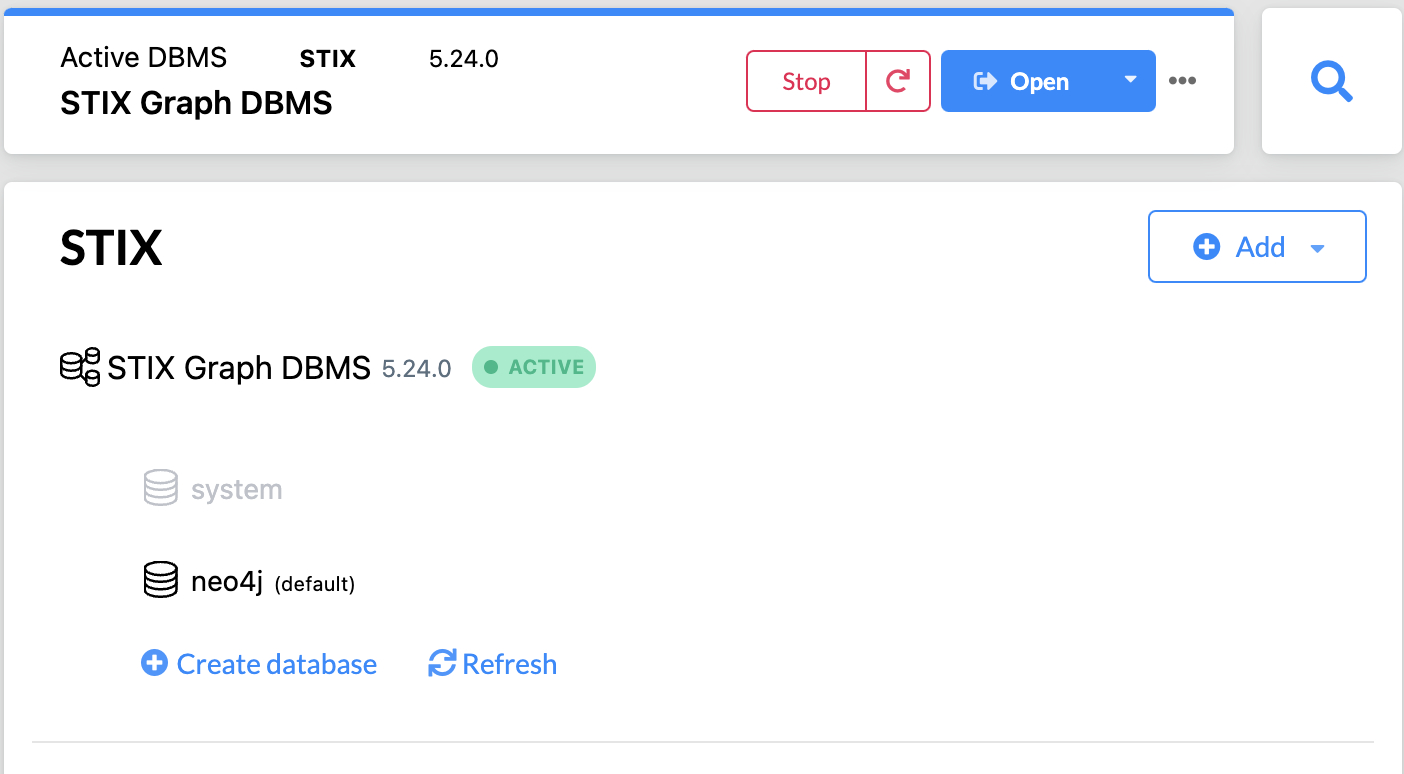 Active DBMS STIX 5.24.0
STIX Graph DBMS
Stop
Open
STIX
Add
STIX Graph DBMS 5.24.0 ACTIVE
system
neo4j (default)
Create database Refresh